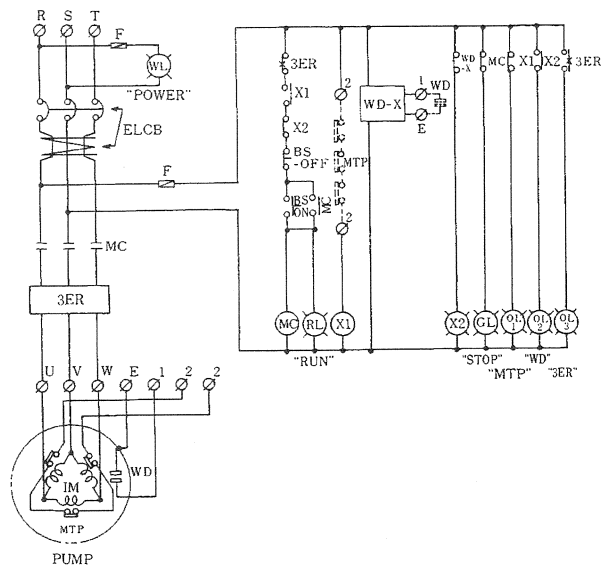 R S T
F
WL
"POWER"
ELCB
F
MC
3ER
U V W E 1 2 2
IM
WD
MTP
PUMP
3ER
X1
X2
BS
-OFF
BS
ON
MC
MC RL X1
"RUN"
2
MTP
2
WD-X
1 WD
E
WD
-X
MC X1 X2 3ER
X2 GL OL
1 OL
2 OL
3
"STOP" "WD"
"MTP" "3ER"